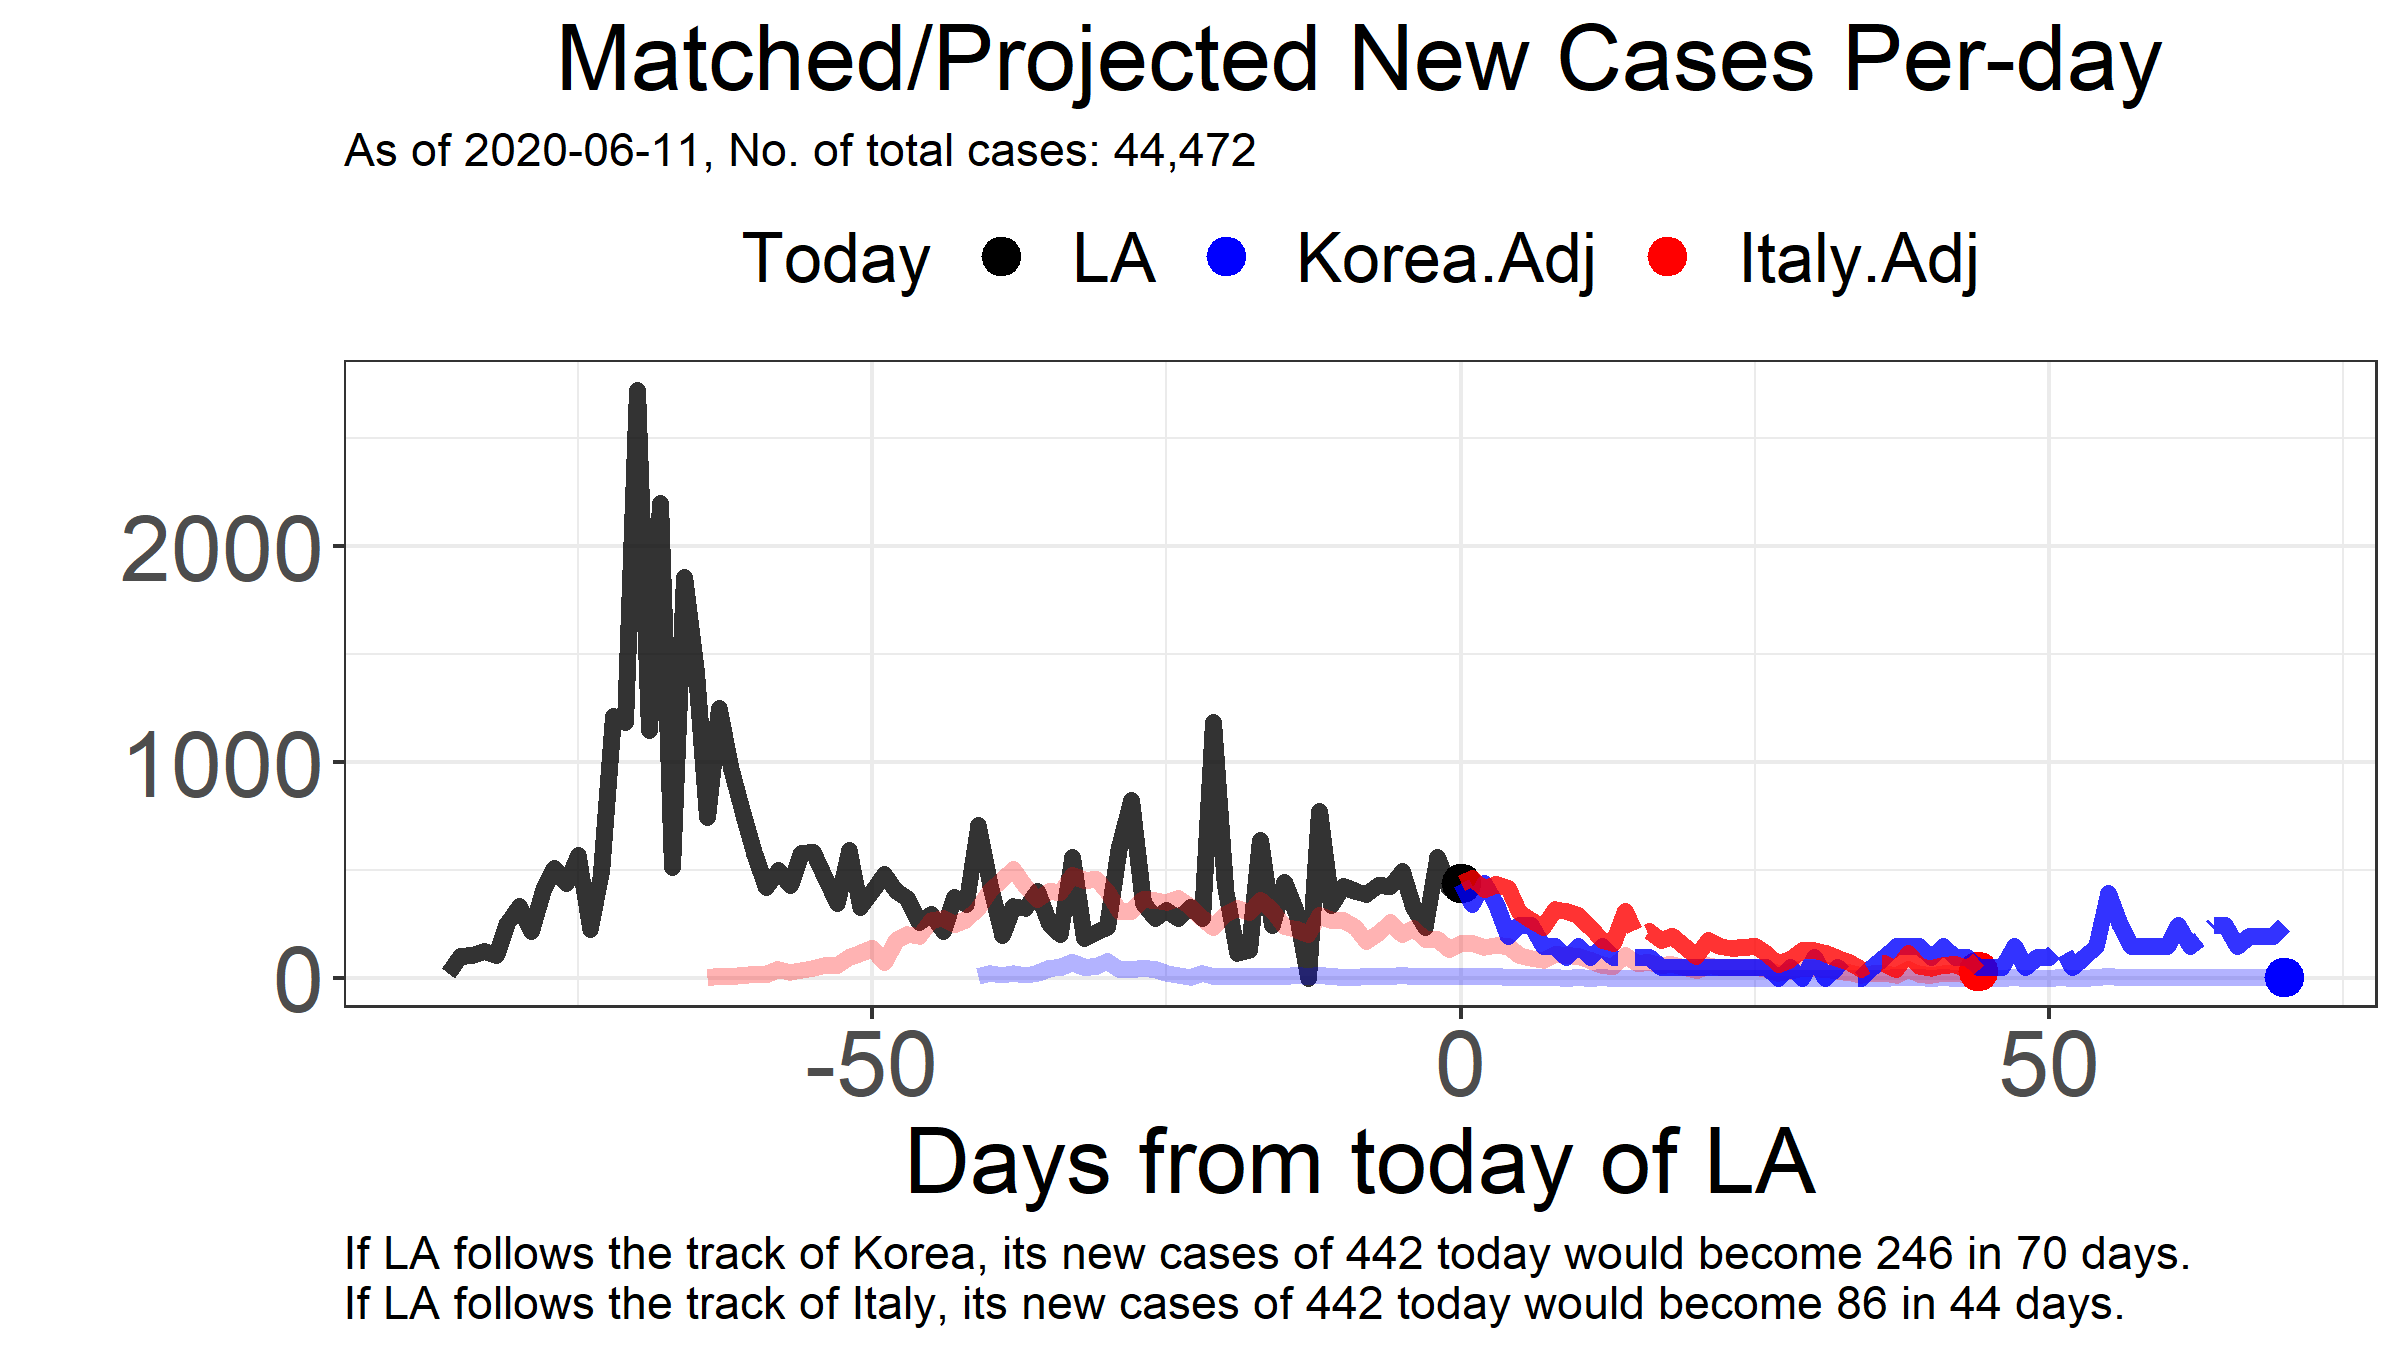 Matched/Projected New Cases Per-day
As of 2020-06-11, No. of total cases: 44,472
Today LA Korea.Adj Italy.Adj
2000
1000
0
-50 0 50
Days from today of LA
If LA follows the track of Korea, its new cases of 442 today would become 246 in 70 days.
If LA follows the track of Italy, its new cases of 442 today would become 86 in 44 days.